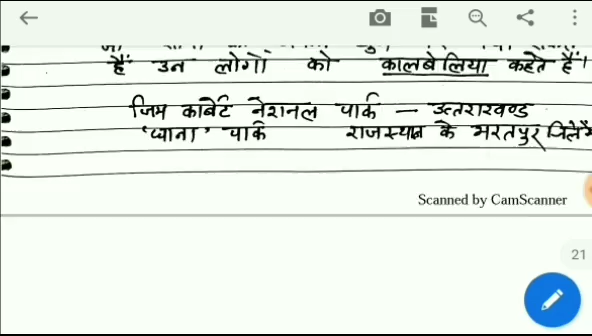 हैं उन लोगों को कालबेलिया कहते हैं।
जिम कार्बेट नेशनल पार्क — उत्तराखण्ड
पार्क राजस्थान के भरतपुर जिले में
Scanned by CamScanner
21